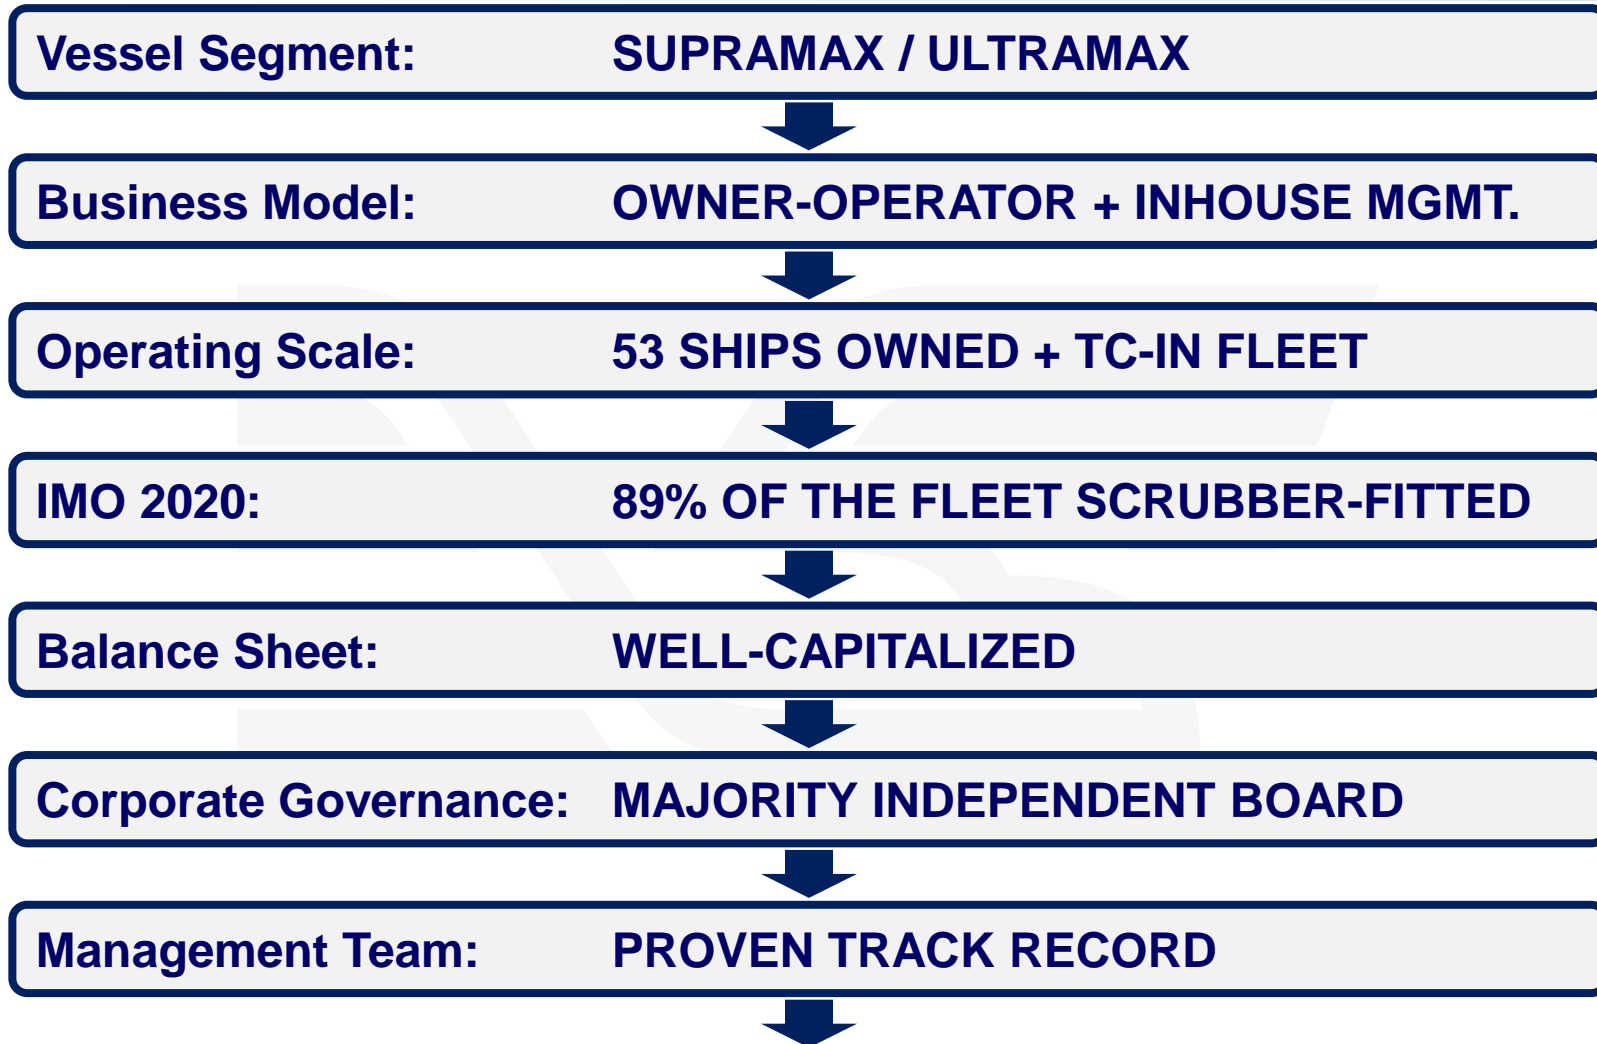 Vessel Segment: SUPRAMAX / ULTRAMAX
Business Model: OWNER-OPERATOR + INHOUSE MGMT.
Operating Scale: 53 SHIPS OWNED + TC-IN FLEET
IMO 2020: 89% OF THE FLEET SCRUBBER-FITTED
Balance Sheet: WELL-CAPITALIZED
Corporate Governance: MAJORITY INDEPENDENT BOARD
Management Team: PROVEN TRACK RECORD